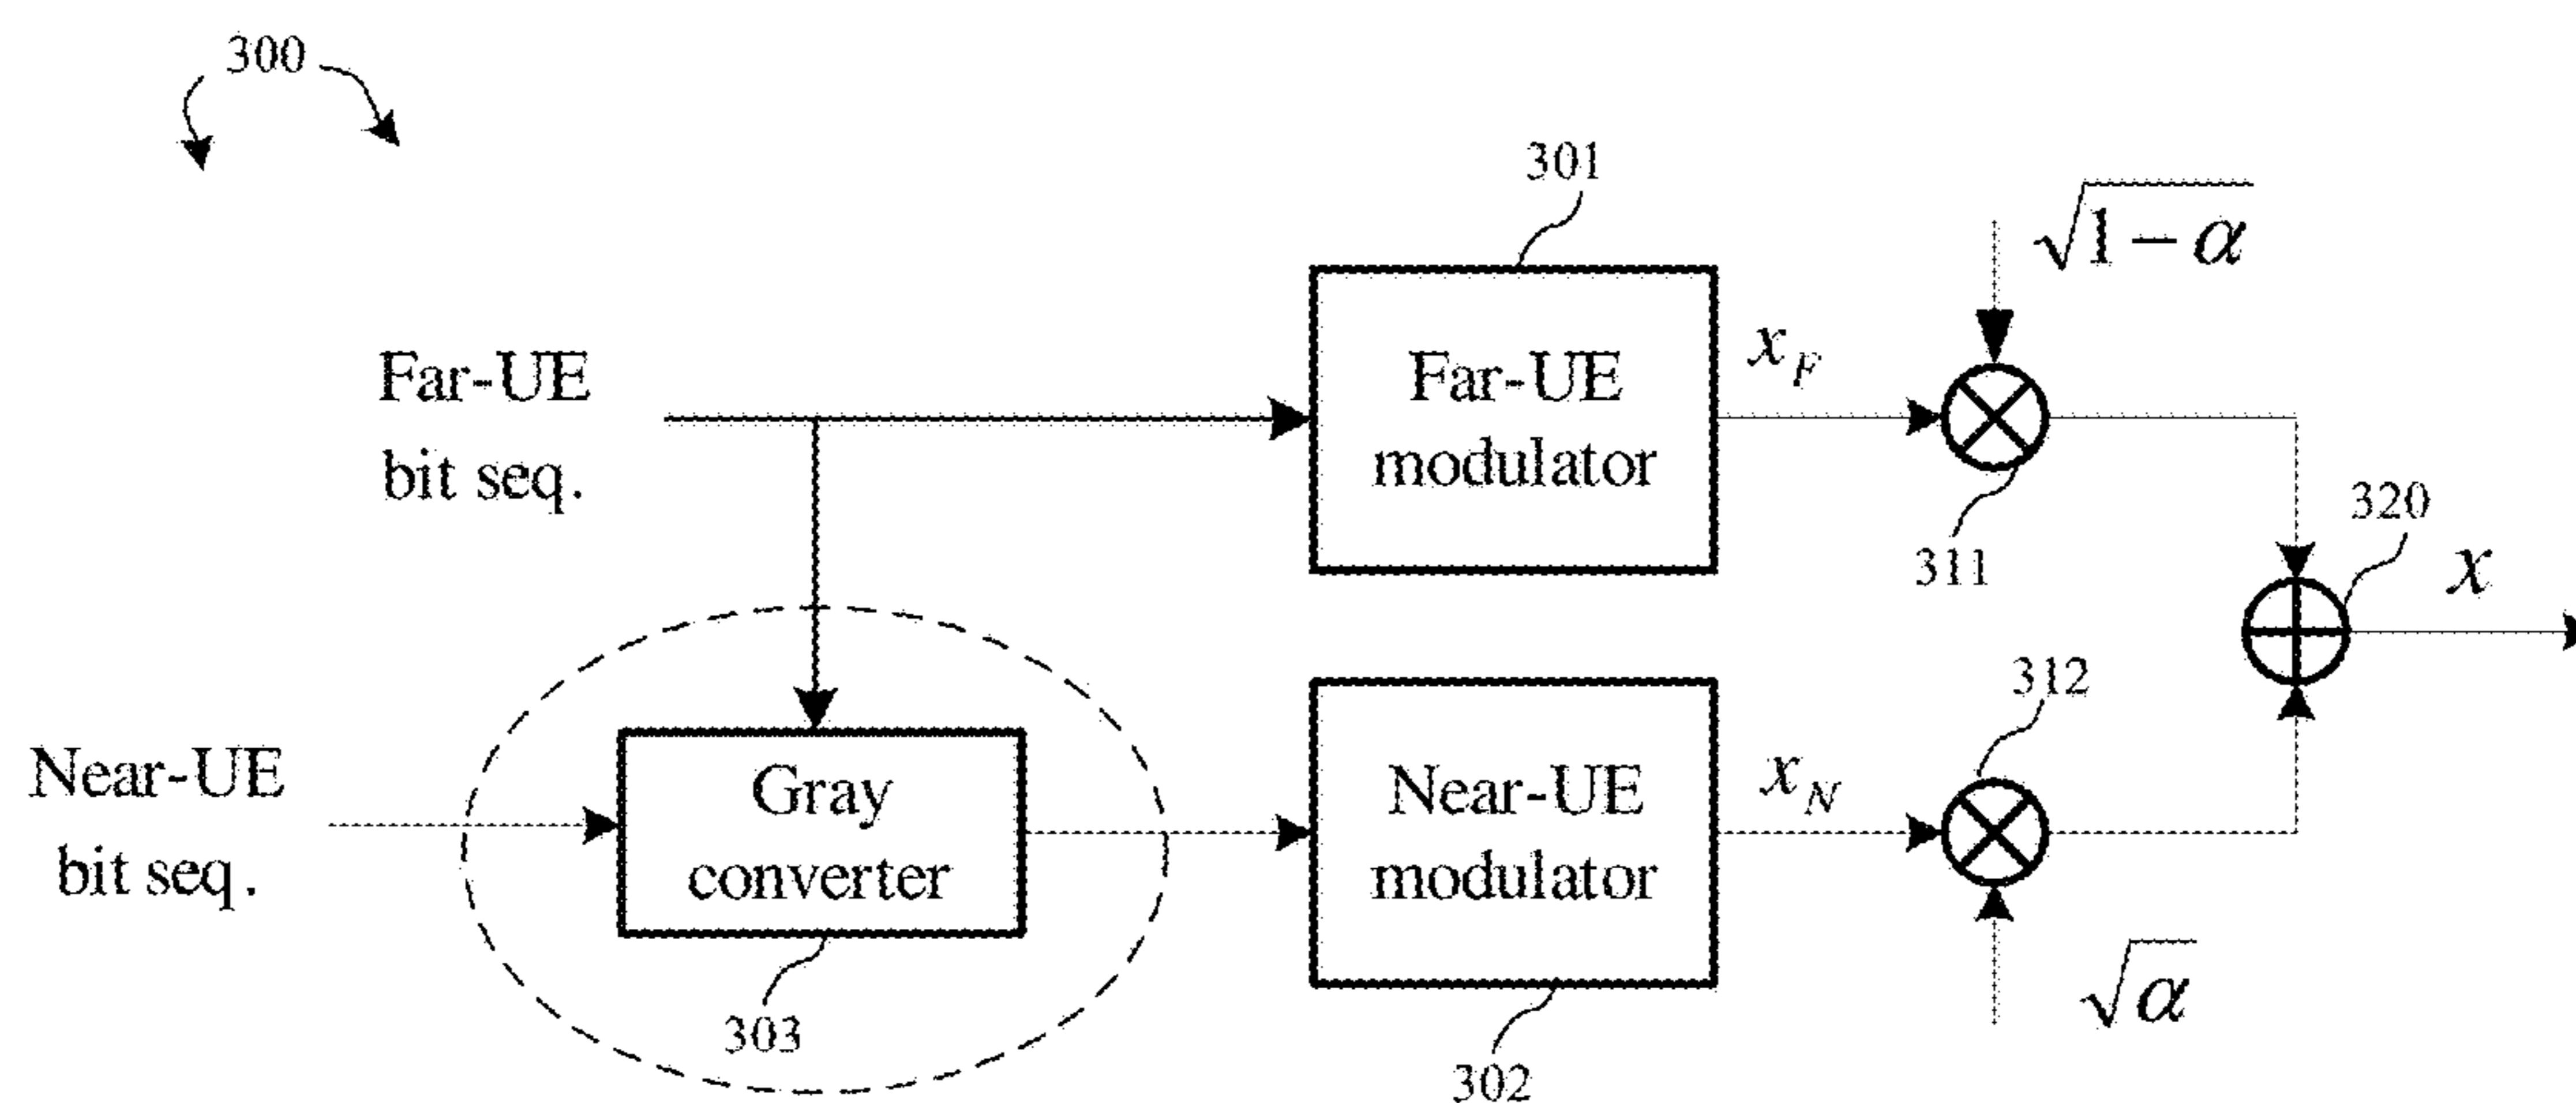 300
301
√1 − α
Far-UE
bit seq.
Far-UE
modulator
x_F
311
320
x
Near-UE
bit seq.
Gray
converter
303
Near-UE
modulator
302
x_N
312
√α